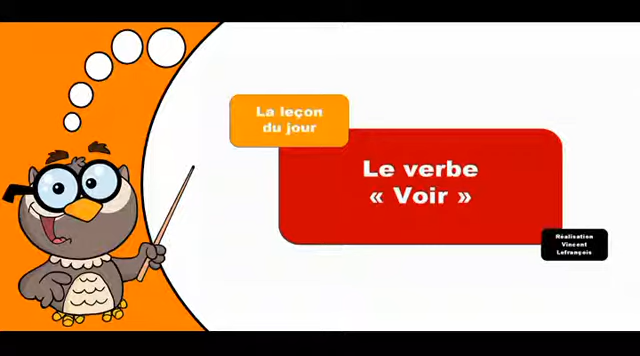 La leçon
du jour
Le verbe
« Voir »
Réalisation
Vincent
Lefrançois